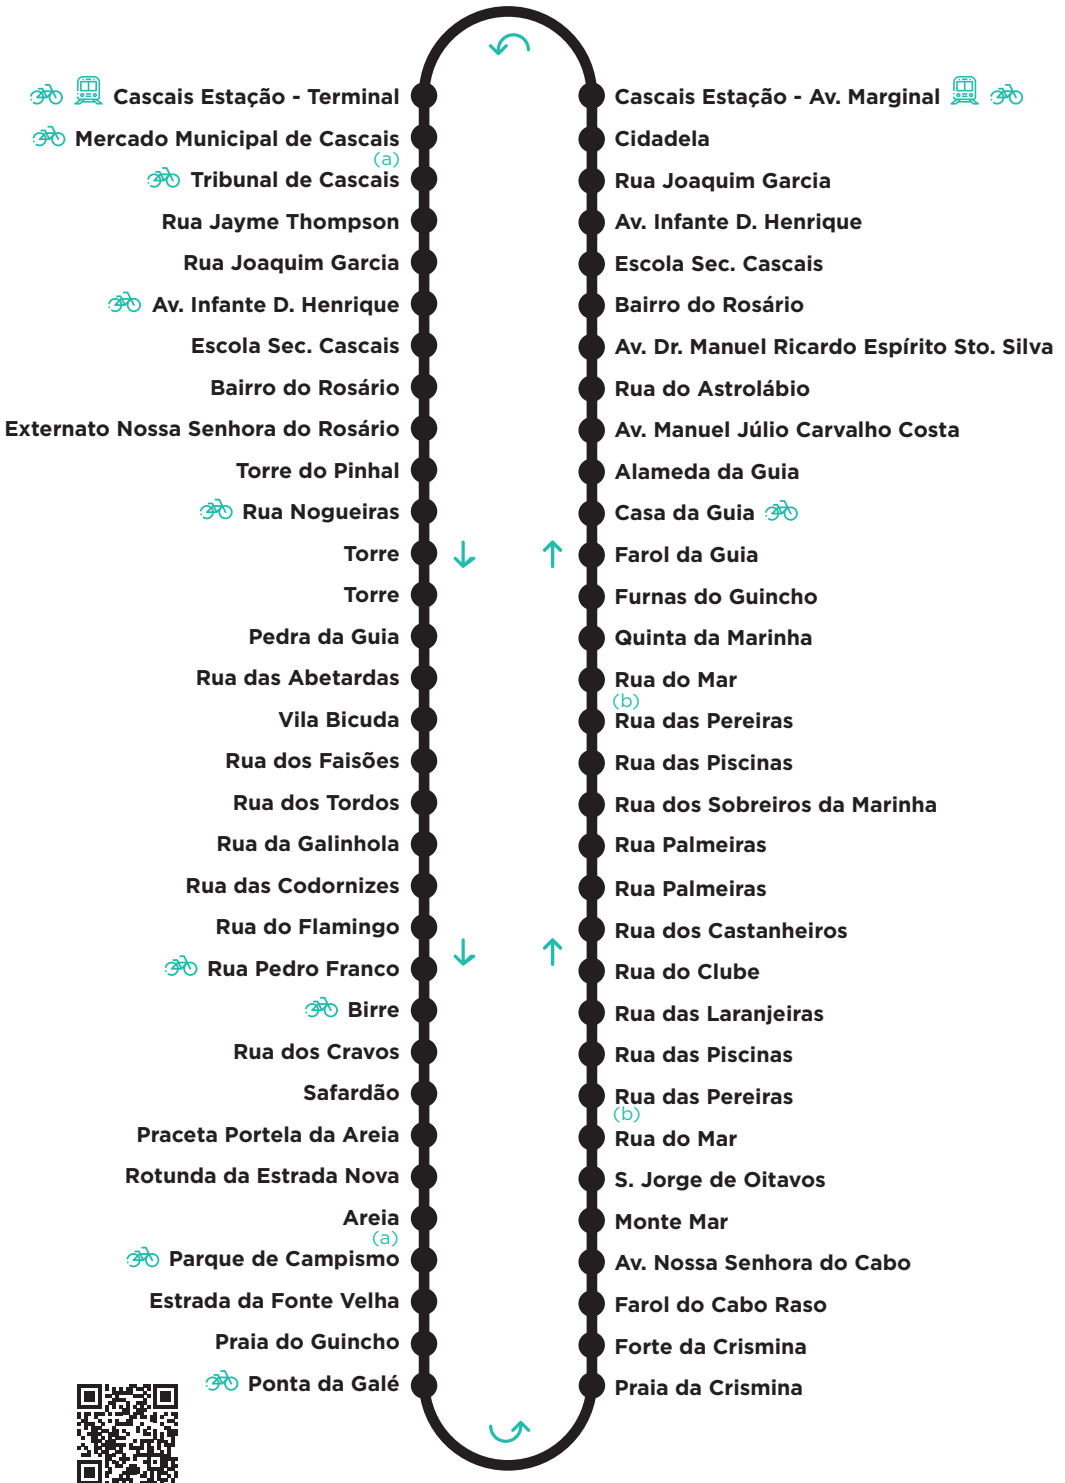 Cascais Estação - Terminal
Mercado Municipal de Cascais
(a)
Tribunal de Cascais
Rua Jayme Thompson
Rua Joaquim Garcia
Av. Infante D. Henrique
Escola Sec. Cascais
Bairro do Rosário
Externato Nossa Senhora do Rosário
Torre do Pinhal
Rua Nogueiras
Torre
Torre
Pedra da Guia
Rua das Abetardas
Vila Bicuda
Rua dos Faisões
Rua dos Tordos
Rua da Galinhola
Rua das Codornizes
Rua do Flamingo
Rua Pedro Franco
Birre
Rua dos Cravos
Safardão
Praceta Portela da Areia
Rotunda da Estrada Nova
Areia
(a)
Parque de Campismo
Estrada da Fonte Velha
Praia do Guincho
Ponta da Galé
Cascais Estação - Av. Marginal
Cidadela
Rua Joaquim Garcia
Av. Infante D. Henrique
Escola Sec. Cascais
Bairro do Rosário
Av. Dr. Manuel Ricardo Espírito Sto. Silva
Rua do Astrolábio
Av. Manuel Júlio Carvalho Costa
Alameda da Guia
Casa da Guia
Farol da Guia
Furnas do Guincho
Quinta da Marinha
Rua do Mar
(b)
Rua das Pereiras
Rua das Piscinas
Rua dos Sobreiros da Marinha
Rua Palmeiras
Rua Palmeiras
Rua dos Castanheiros
Rua do Clube
Rua das Laranjeiras
Rua das Piscinas
Rua das Pereiras
(b)
Rua do Mar
S. Jorge de Oitavos
Monte Mar
Av. Nossa Senhora do Cabo
Farol do Cabo Raso
Forte da Crismina
Praia da Crismina